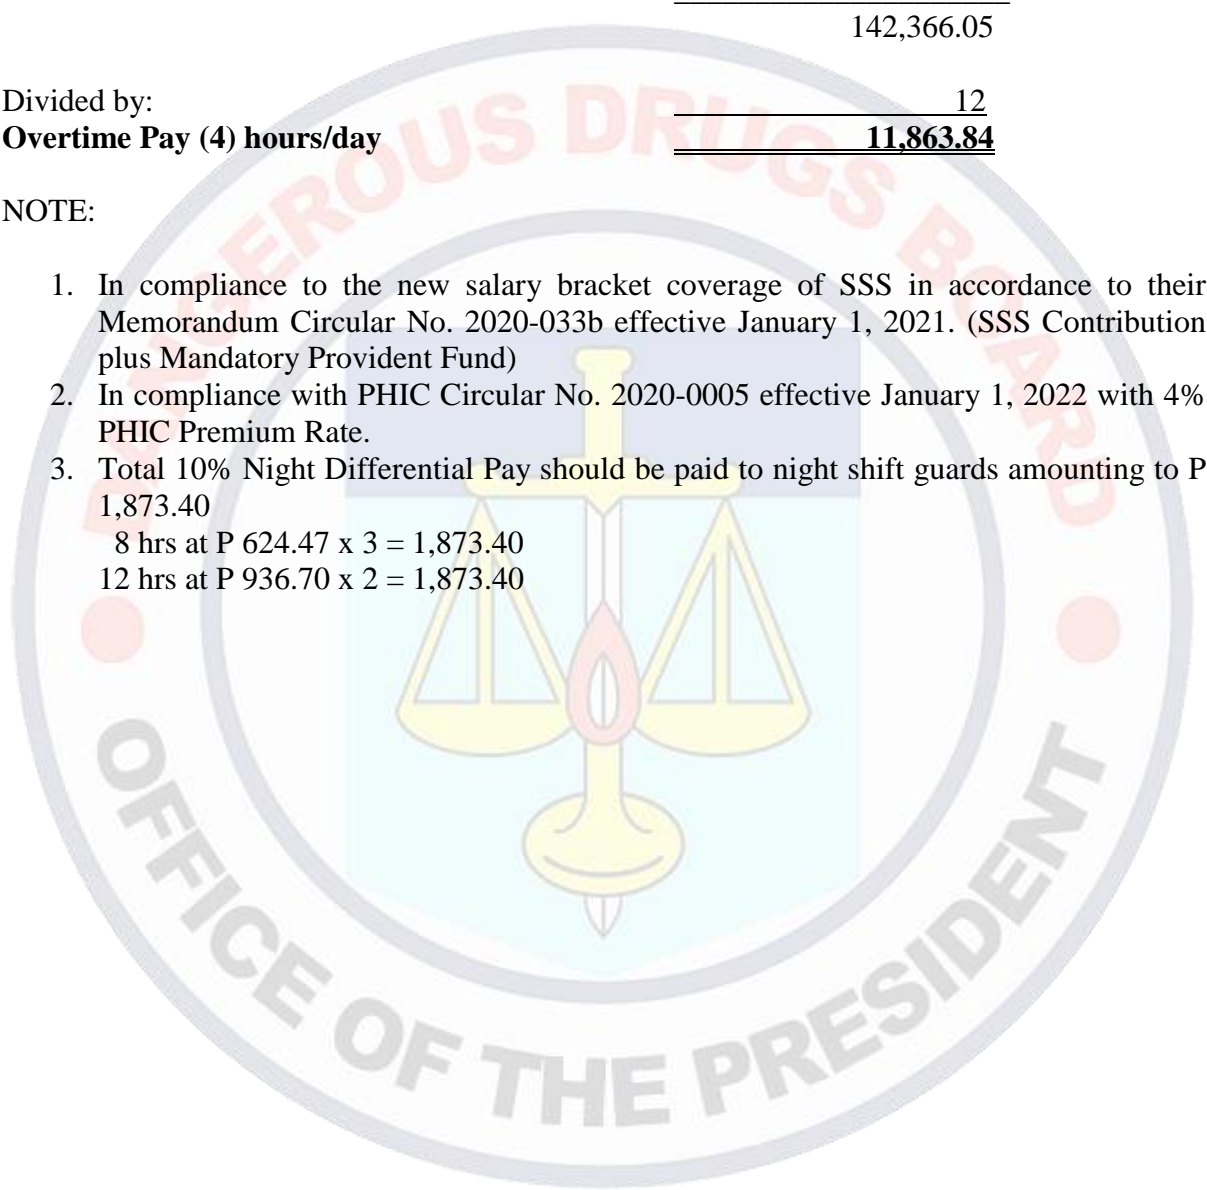 142,366.05
Divided by: 12
Overtime Pay (4) hours/day 11,863.84
NOTE:
1. In compliance to the new salary bracket coverage of SSS in accordance to their
Memorandum Circular No. 2020-033b effective January 1, 2021. (SSS Contribution
plus Mandatory Provident Fund)
2. In compliance with PHIC Circular No. 2020-0005 effective January 1, 2022 with 4%
PHIC Premium Rate.
3. Total 10% Night Differential Pay should be paid to night shift guards amounting to P
1,873.40
8 hrs at P 624.47 x 3 = 1,873.40
12 hrs at P 936.70 x 2 = 1,873.40
DANGEROUS DRUGS BOARD
OFFICE OF THE PRESIDENT